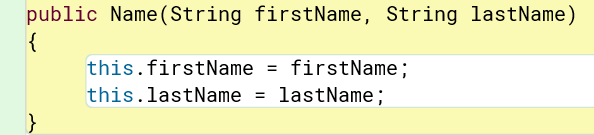 public Name(String firstName, String lastName)
{
this.firstName = firstName;
this.lastName = lastName;
}